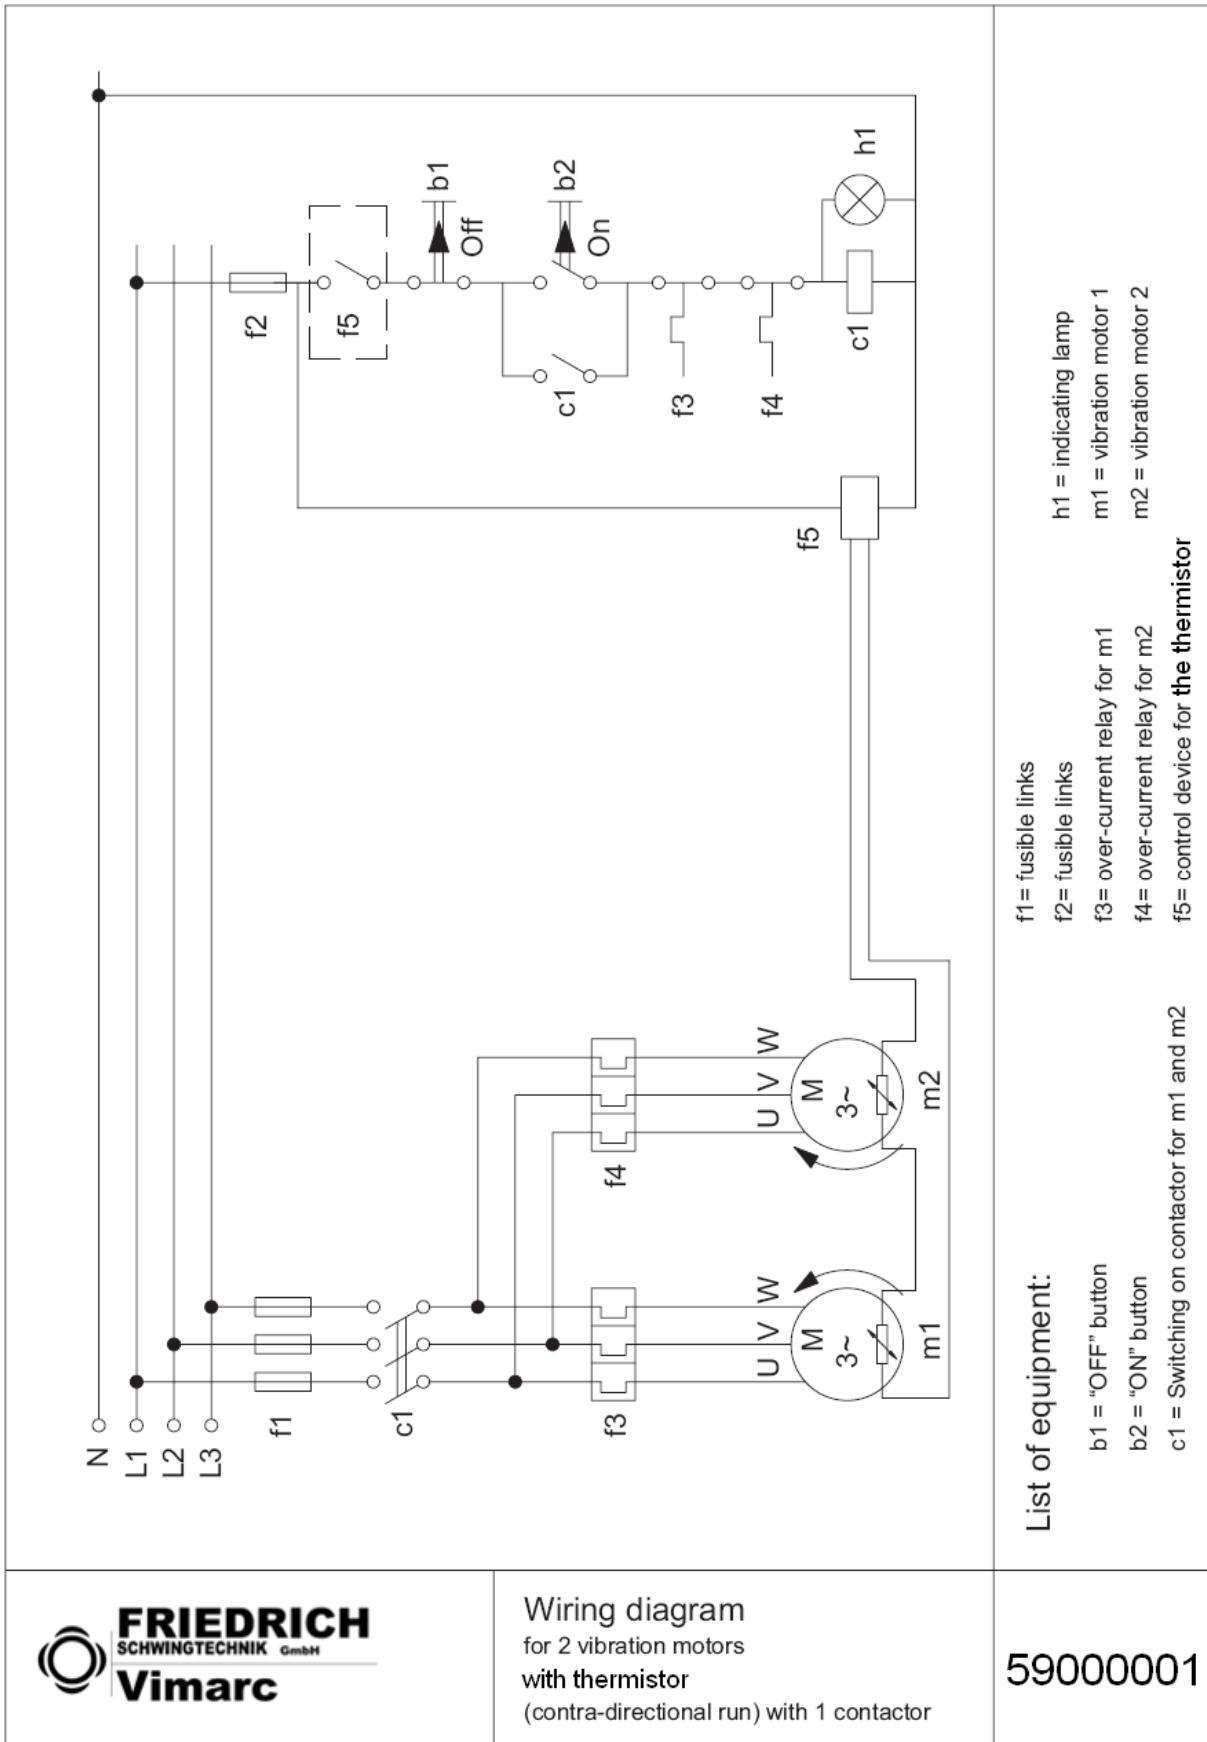 N
L1
L2
L3
f1
c1
f3
f4
U V W
M
3~
m1
U V W
M
3~
m2
f5
f2
f5
b1
Off
b2
On
c1
f3
f4
c1
h1
List of equipment:
b1 = "OFF" button
b2 = "ON" button
c1 = Switching on contactor for m1 and m2
f1= fusible links
f2= fusible links
f3= over-current relay for m1
f4= over-current relay for m2
f5= control device for the thermistor
h1 = indicating lamp
m1 = vibration motor 1
m2 = vibration motor 2
FRIEDRICH
SCHWINGTECHNIK GmbH
Vimarc
Wiring diagram
for 2 vibration motors
with thermistor
(contra-directional run) with 1 contactor
59000001